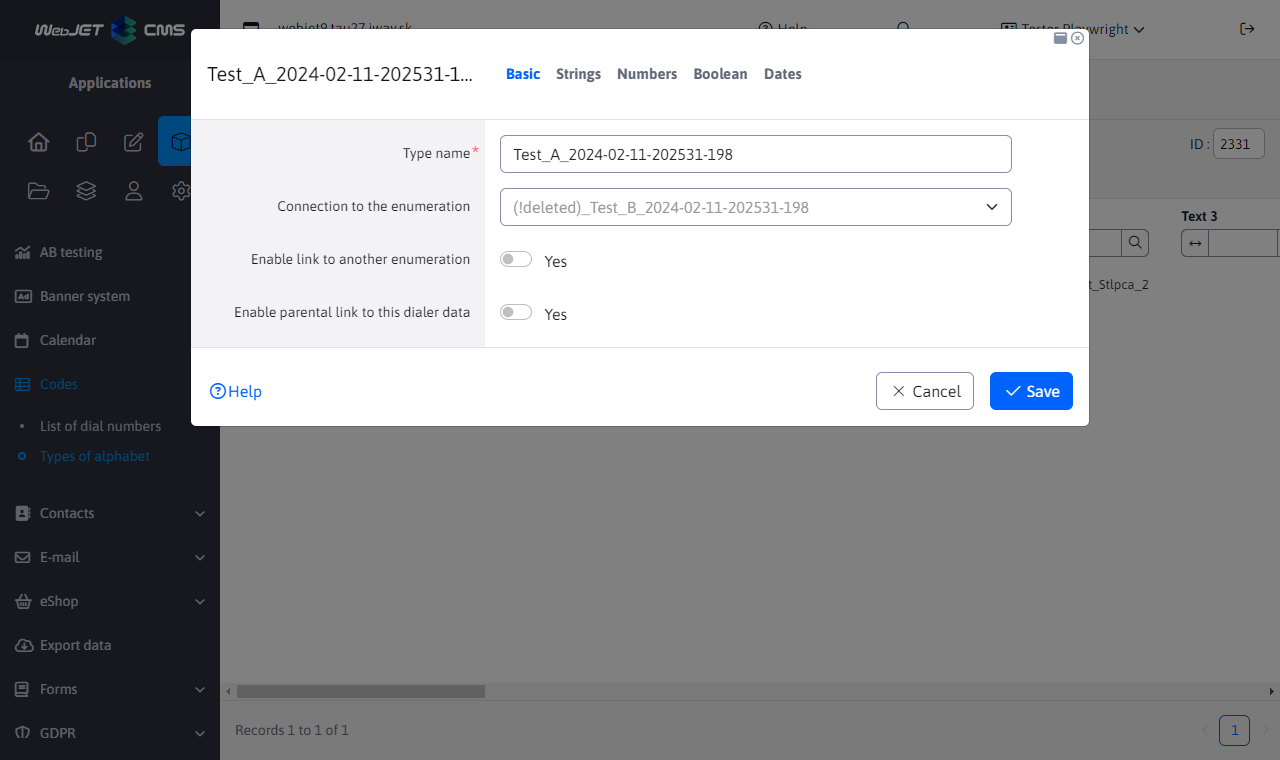 WebJET CMS
webjet9.tau27.iway.sk
Help
Tester Playwright
Applications
ID : 2331
Test_A_2024-02-11-202531-1...
Basic
Strings
Numbers
Boolean
Dates
Type name*
Test_A_2024-02-11-202531-198
Connection to the enumeration
(!deleted)_Test_B_2024-02-11-202531-198
Enable link to another enumeration
Yes
Enable parental link to this dialer data
Yes
Help
Cancel
Save
Text 3
t_Stlpca_2
AB testing
Banner system
Calendar
Codes
List of dial numbers
Types of alphabet
Contacts
E-mail
eShop
Export data
Forms
GDPR
Records 1 to 1 of 1
1